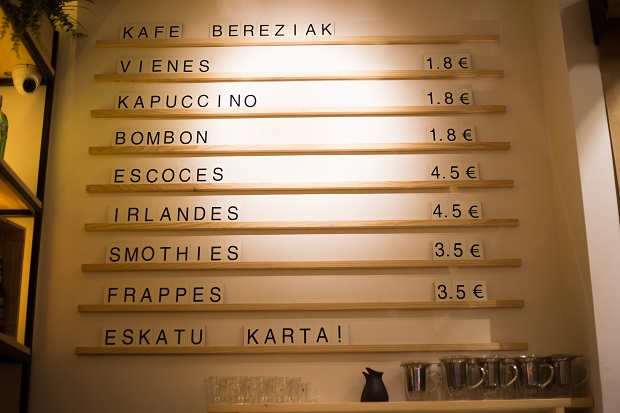 KAFE BEREZIAK
VIENES 1.8 €
KAPUCCINO 1.8 €
BOMBON 1.8 €
ESCOCES 4.5 €
IRLANDES 4.5 €
SMOTHIES 3.5 €
FRAPPES 3.5 €
ESKATU KARTA!